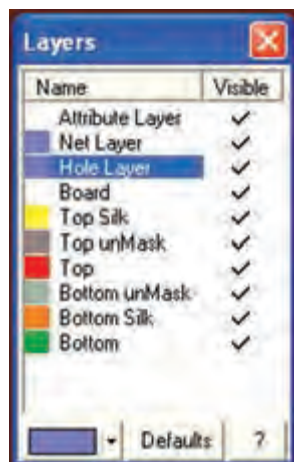 Layers
Name Visible
Attribute Layer
Net Layer
Hole Layer
Board
Top Silk
Top unMask
Top
Bottom unMask
Bottom Silk
Bottom
Defaults ?